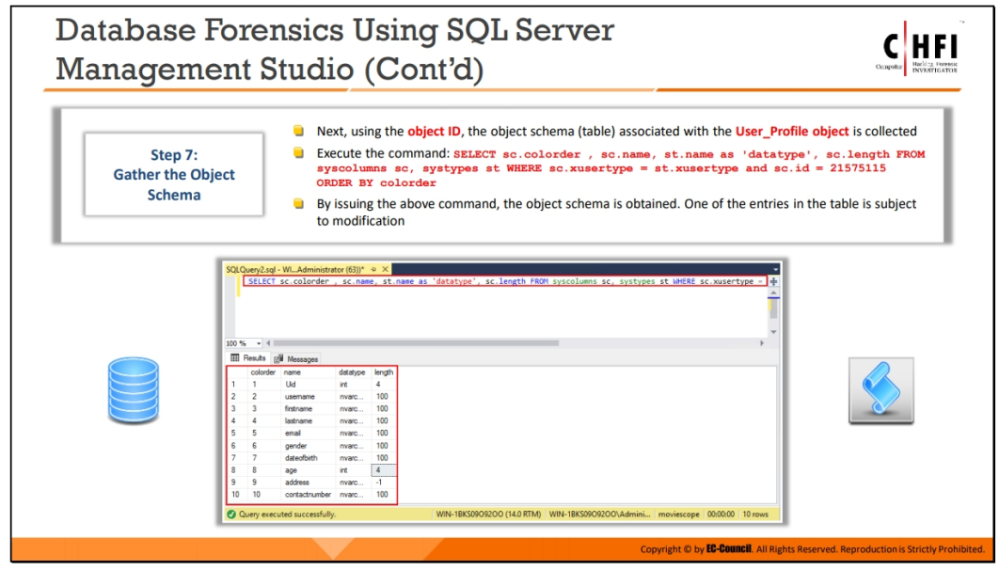 Database Forensics Using SQL Server
Management Studio (Cont’d)
C HFI
Computer Hacking Forensic
INVESTIGATOR
Step 7:
Gather the Object
Schema
Next, using the object ID, the object schema (table) associated with the User_Profile object is collected
Execute the command: SELECT sc.colorder , sc.name, st.name as 'datatype', sc.length FROM
syscolumns sc, systypes st WHERE sc.xusertype = st.xusertype and sc.id = 21575115
ORDER BY colorder
By issuing the above command, the object schema is obtained. One of the entries in the table is subject
to modification
SQLQuery2.sql - WI...Administrator (63))*
SELECT sc.colorder , sc.name, st.name as 'datatype', sc.length FROM syscolumns sc, systypes st WHERE sc.xusertype
100 %
Results Messages
colorder name datatype length
1 1 Uid int 4
2 2 username nvarc... 100
3 3 firstname nvarc... 100
4 4 lastname nvarc... 100
5 5 email nvarc... 100
6 6 gender nvarc... 100
7 7 dateofbirth nvarc... 100
8 8 age int 4
9 9 address nvarc... -1
10 10 contactnumber nvarc... 100
Query executed successfully. WIN-1BKS09O92OO (14.0 RTM) WIN-1BKS09O92OO\Admini... moviescope 00:00:00 10 rows
Copyright © by EC-Council. All Rights Reserved. Reproduction is Strictly Prohibited.